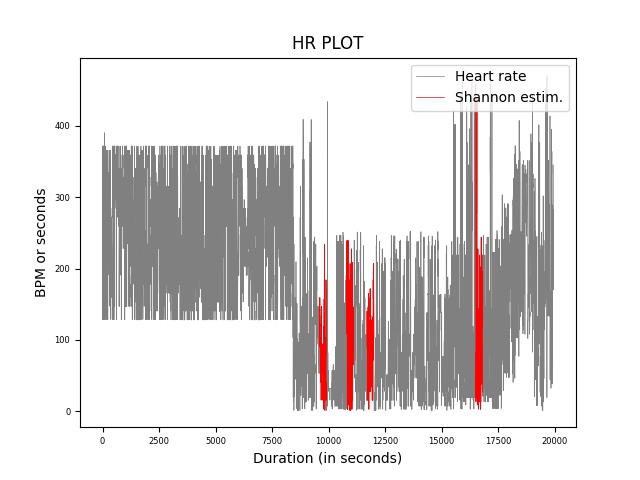 HR PLOT
Heart rate
Shannon estim.
BPM or seconds
400
300
200
100
0
0 2500 5000 7500 10000 12500 15000 17500 20000
Duration (in seconds)